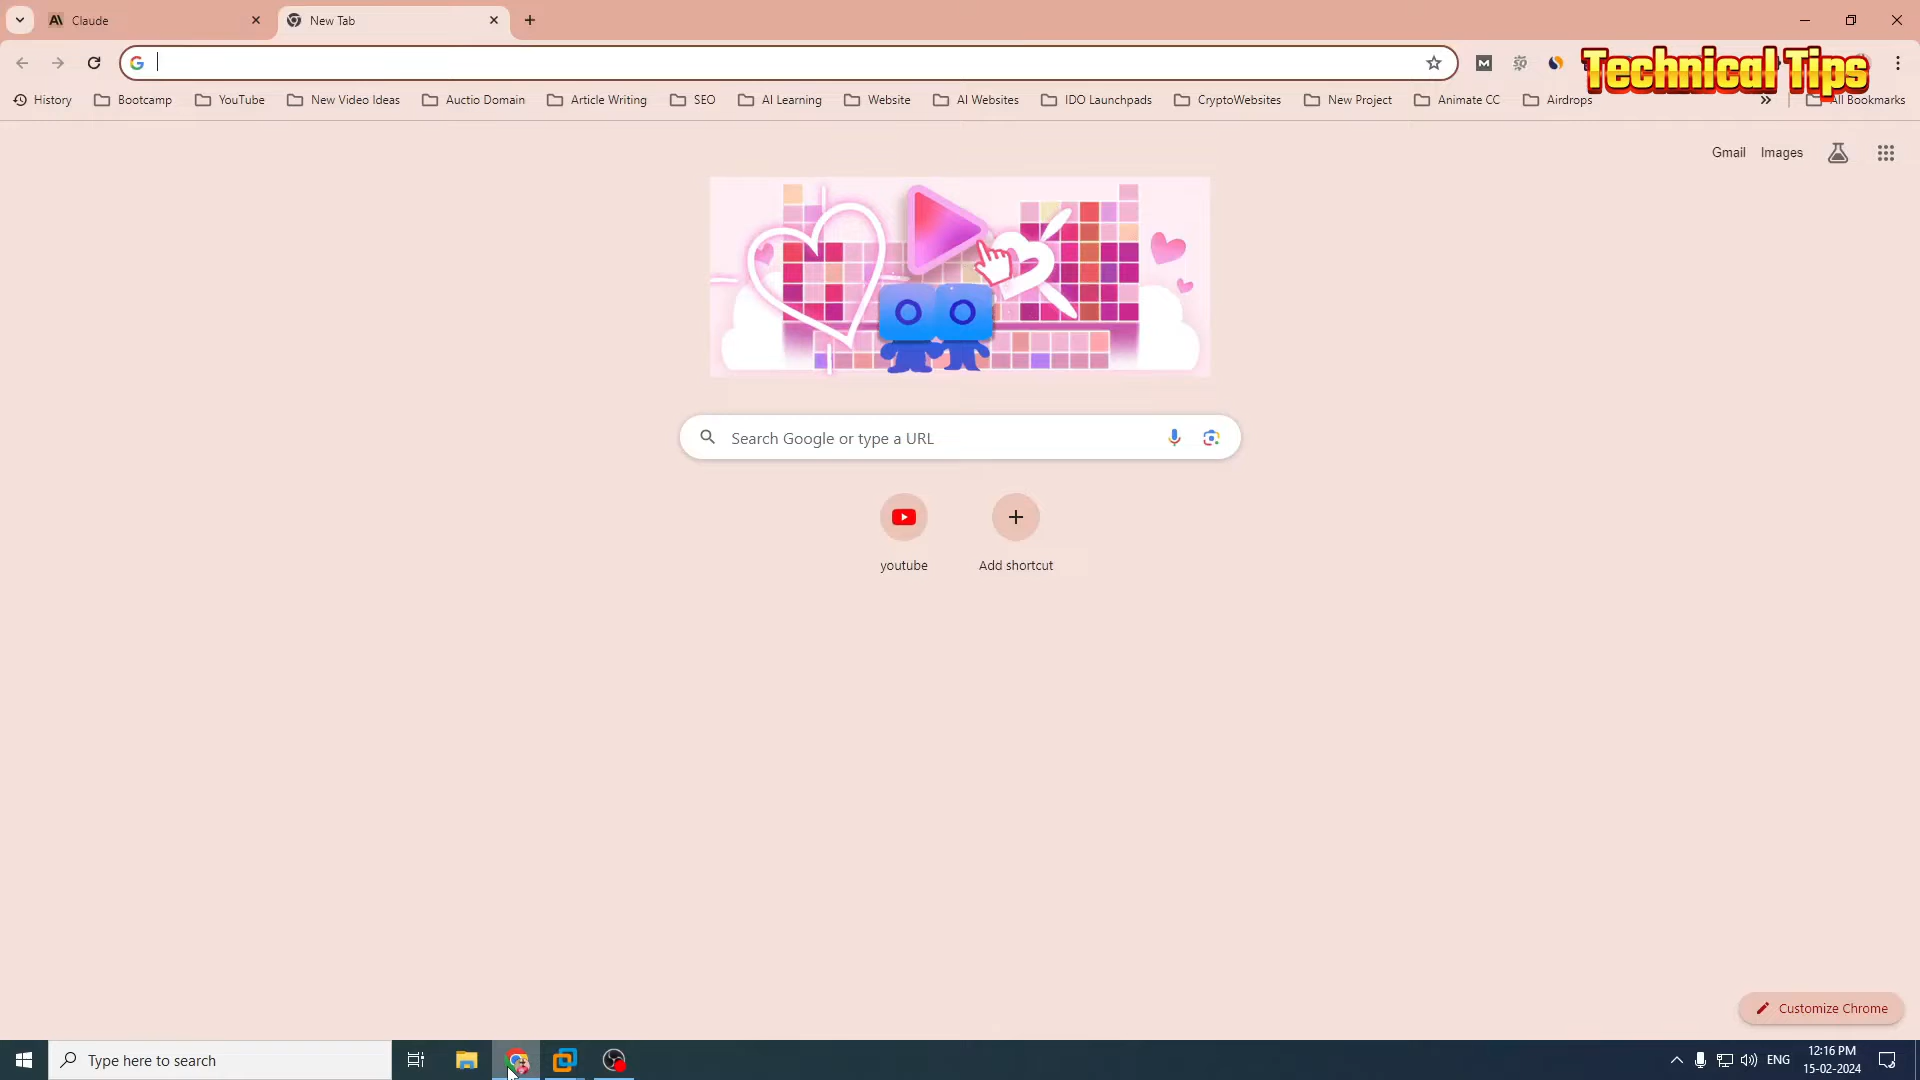 Claude
New Tab
Technical Tips
History
Bootcamp
YouTube
New Video Ideas
Auctio Domain
Article Writing
SEO
AI Learning
Website
AI Websites
IDO Launchpads
CryptoWebsites
New Project
Animate CC
Airdrops
All Bookmarks
Gmail
Images
Search Google or type a URL
youtube
Add shortcut
Customize Chrome
Type here to search
ENG
12:16 PM
15-02-2024